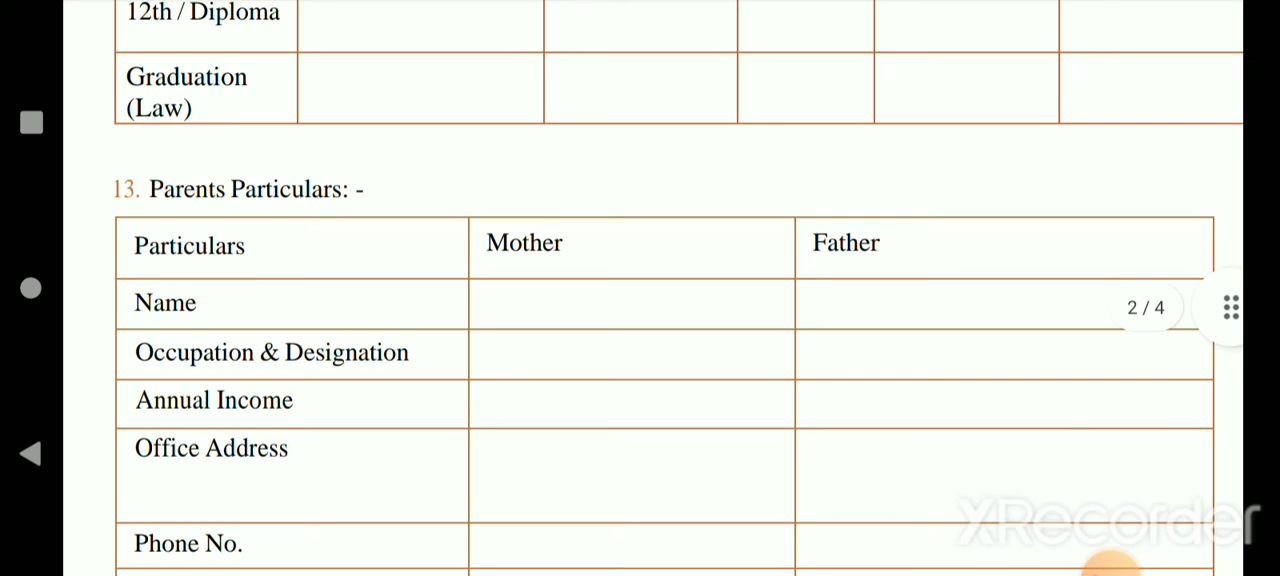 12th / Diploma
Graduation
(Law)
13. Parents Particulars: -
Particulars Mother Father
Name
2 / 4
Occupation & Designation
Annual Income
Office Address
XRecorder
Phone No.